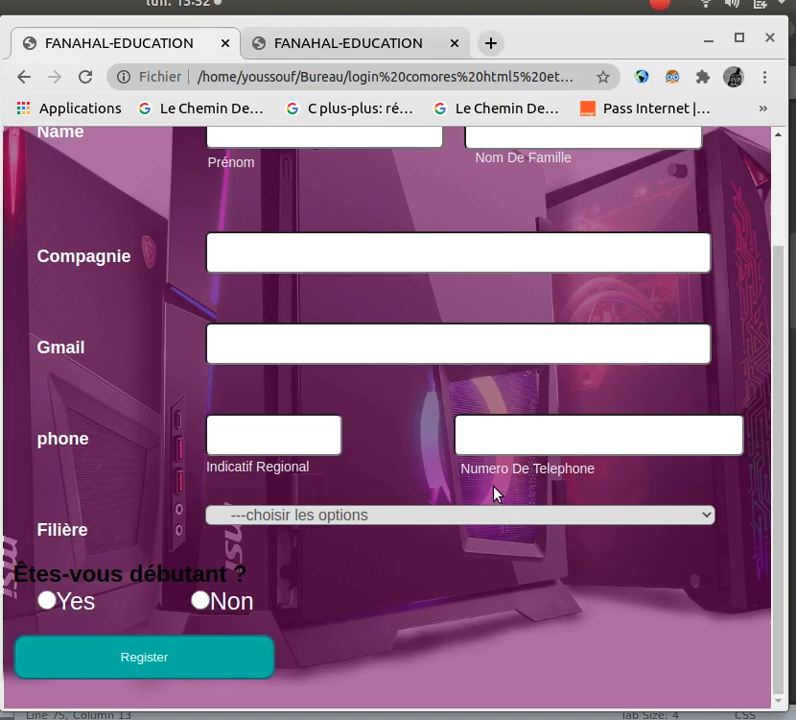 lun. 13:52
FANAHAL-EDUCATION × FANAHAL-EDUCATION × +
Fichier | /home/youssouf/Bureau/login%20comores%20html5%20et...
Applications Le Chemin De... C plus-plus: ré... Le Chemin De... Pass Internet |... »
Name
Prénom Nom De Famille
Compagnie
Gmail
phone
Indicatif Regional Numero De Telephone
---choisir les options
Filière
Êtes-vous débutant ?
Yes Non
Register
Line 75, Column 13 Tab Size: 4 CSS